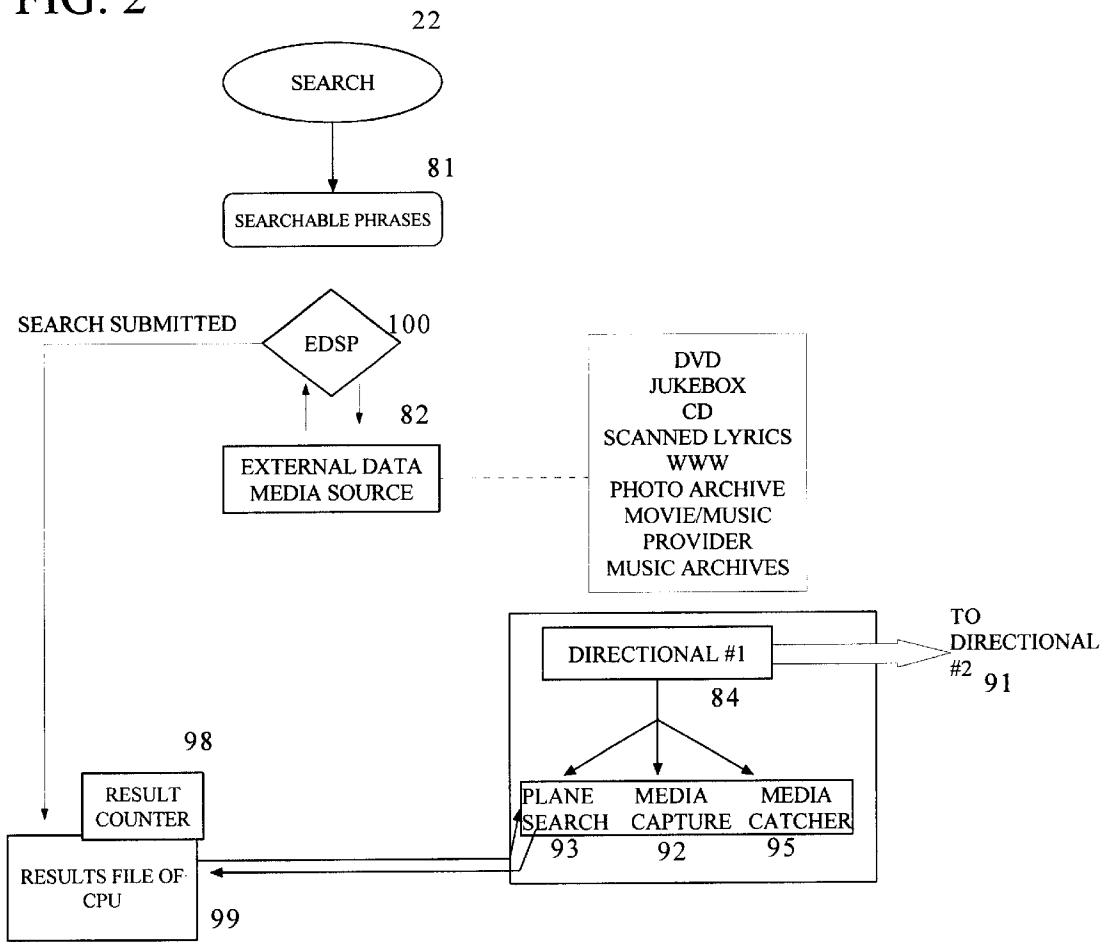 FIG. 2
22
SEARCH
81
SEARCHABLE PHRASES
SEARCH SUBMITTED
100
EDSP
82
EXTERNAL DATA
MEDIA SOURCE
DVD
JUKEBOX
CD
SCANNED LYRICS
WWW
PHOTO ARCHIVE
MOVIE/MUSIC
PROVIDER
MUSIC ARCHIVES
DIRECTIONAL #1
84
TO
DIRECTIONAL
#2
91
PLANE
SEARCH
93
MEDIA
CAPTURE
92
MEDIA
CATCHER
95
98
RESULT
COUNTER
RESULTS FILE OF
CPU
99